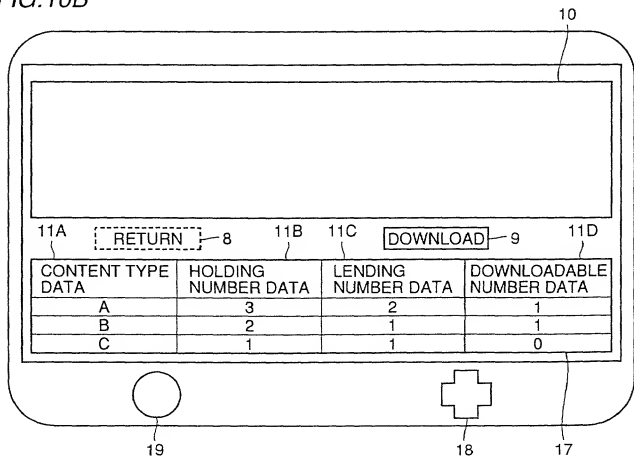 FIG.10B
10
11A RETURN 8 11B 11C DOWNLOAD 9 11D
CONTENT TYPE DATA HOLDING NUMBER DATA LENDING NUMBER DATA DOWNLOADABLE NUMBER DATA
A 3 2 1
B 2 1 1
C 1 1 0
19 18 17